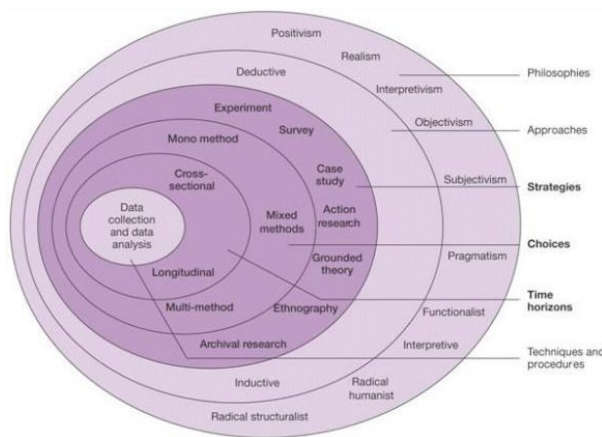 Positivism
Realism
Philosophies
Deductive
Interpretivism
Experiment
Objectivism
Approaches
Mono method
Survey
Cross-
sectional
Case
study
Subjectivism
Strategies
Data
collection
and data
analysis
Mixed
methods
Action
research
Choices
Grounded
theory
Pragmatism
Longitudinal
Multi-method
Ethnography
Time
horizons
Functionalist
Archival research
Interpretive
Techniques and
procedures
Inductive
Radical
humanist
Radical structuralist